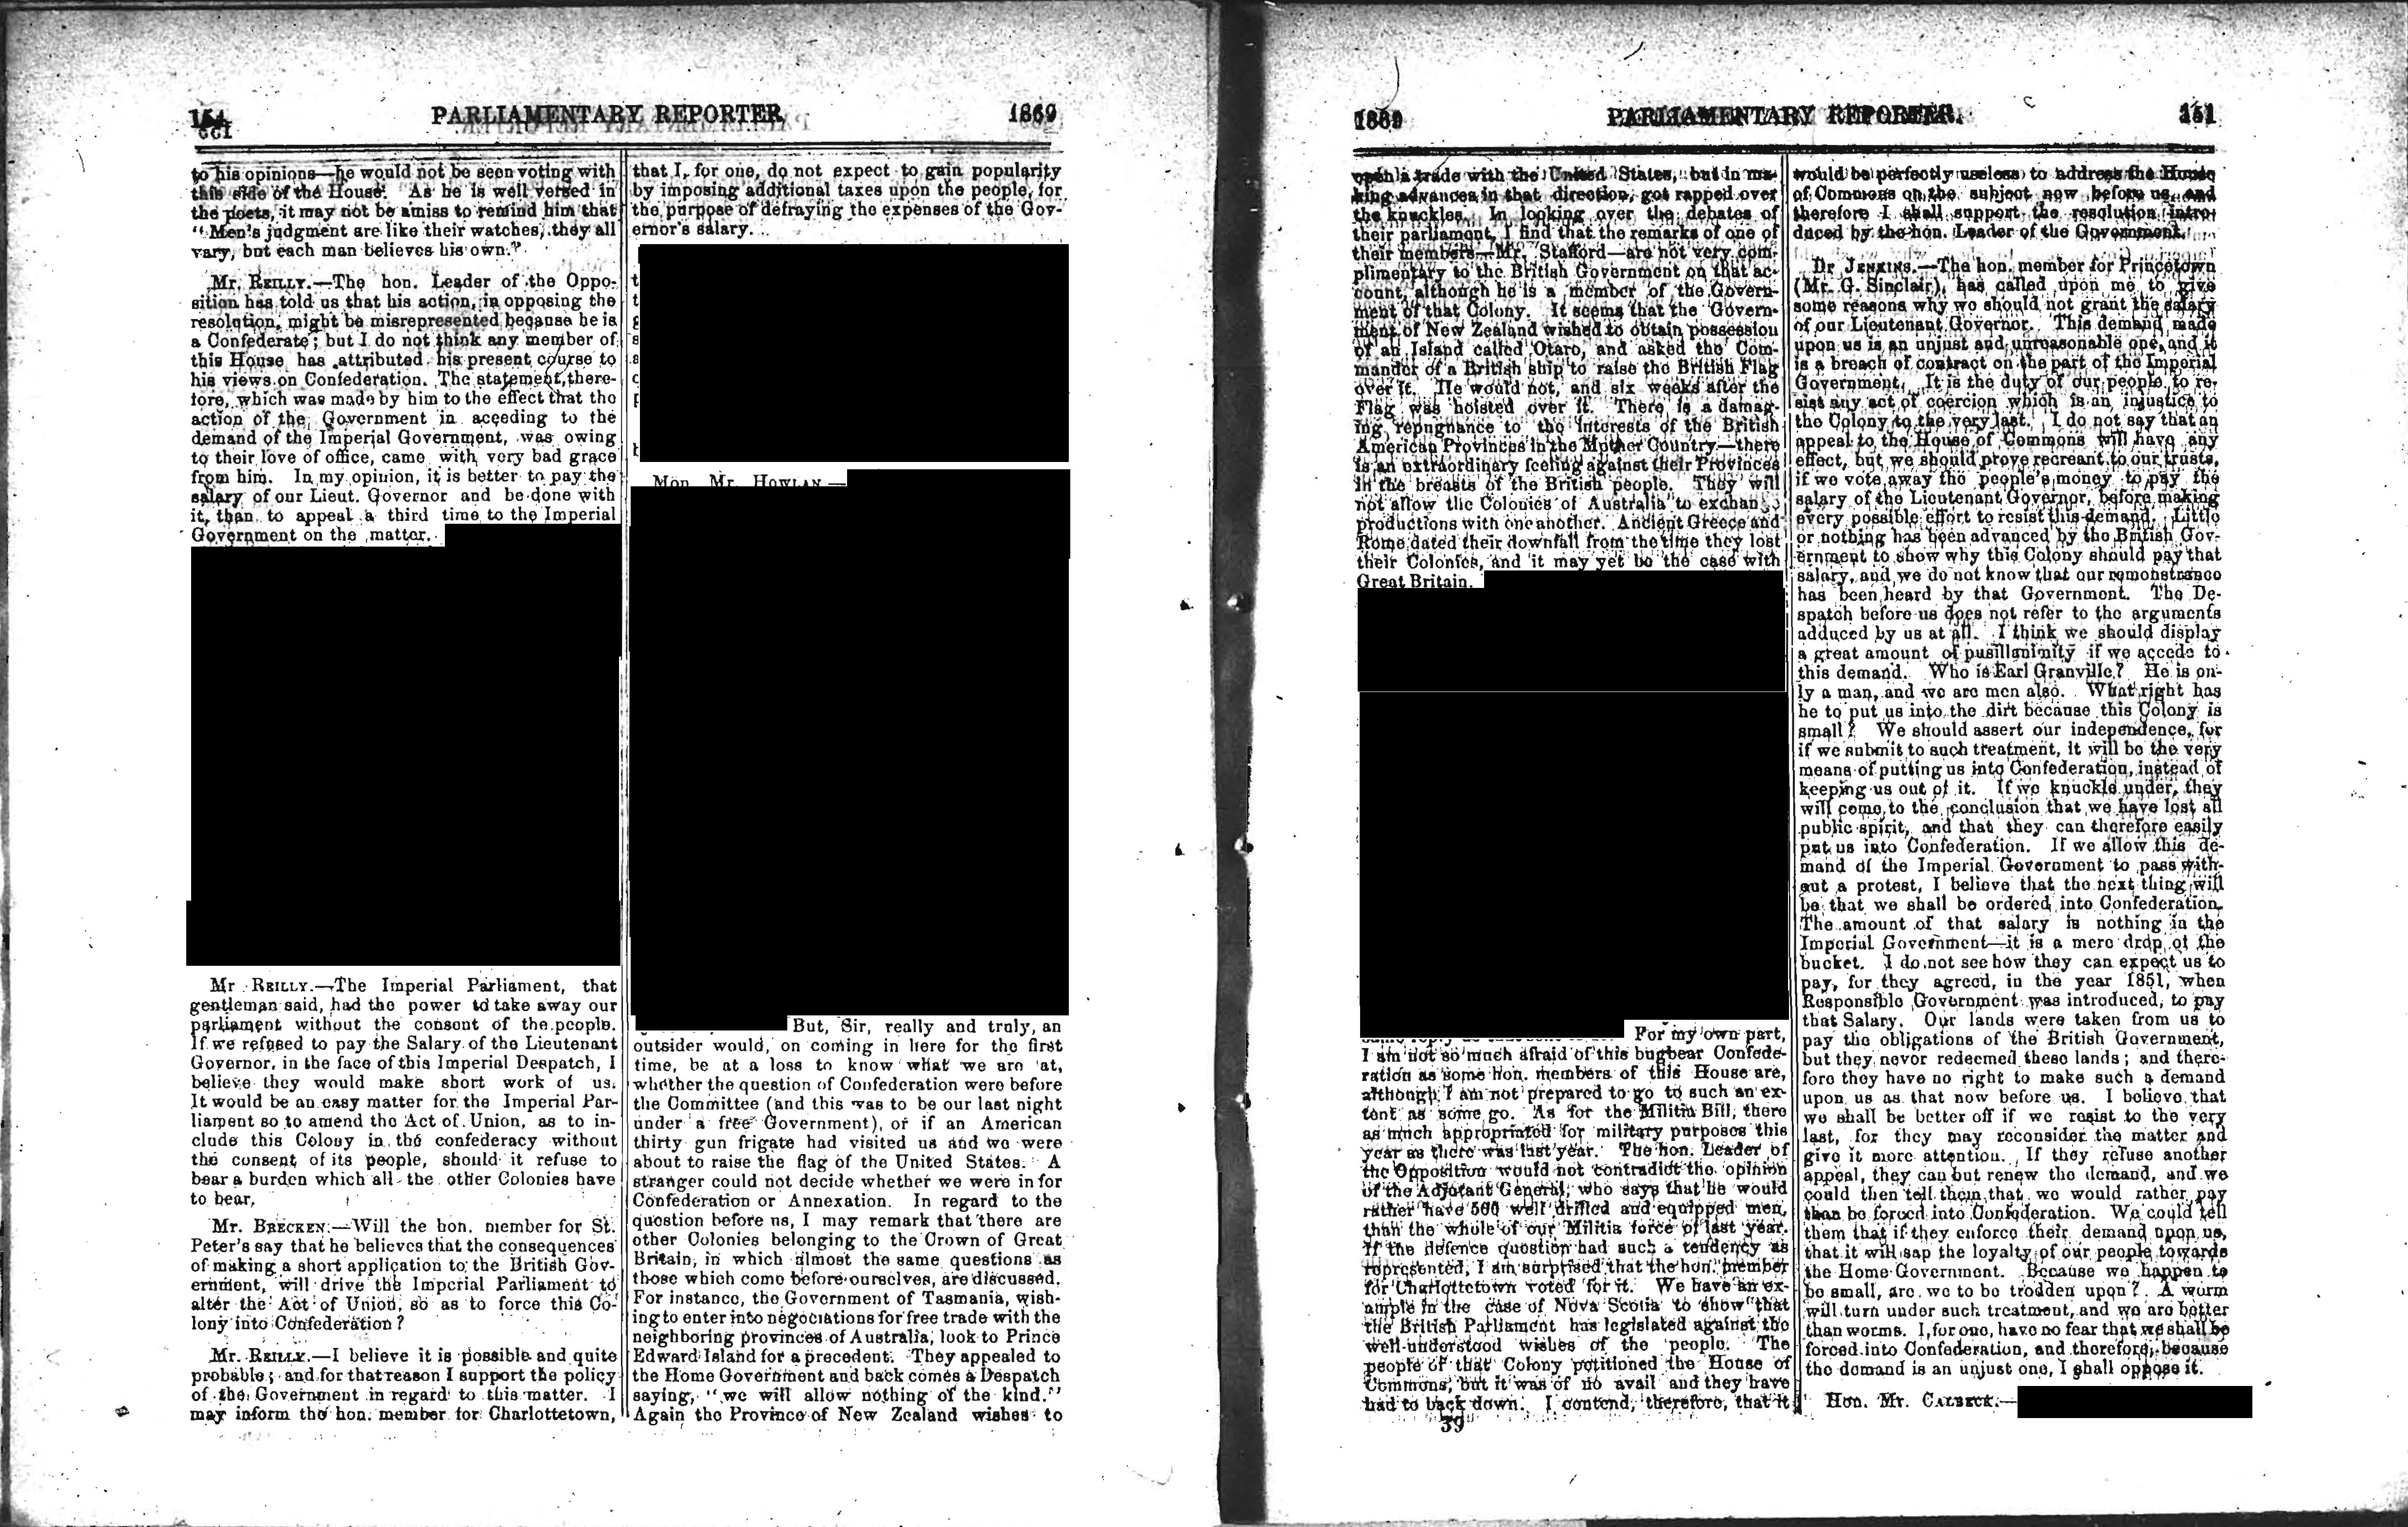 154
PARLIAMENTARY REPORTER
1869
to his opinions—he would not be seen voting with
this side of the House. As he is well versed in
the poets, it may not be amiss to remind him that
"Men's judgment are like their watches, they all
vary, but each man believes his own."
Mr. REILLY.—The hon. Leader of the Oppo-
sition has told us that his action, in opposing the
resolution, might be misrepresented because he is
a Confederate; but I do not think any member of
this House has attributed his present course to
his views on Confederation. The statement, there-
fore, which was made by him to the effect that the
action of the Government in acceding to the
demand of the Imperial Government, was owing
to their love of office, came with very bad grace
from him. In my opinion, it is better to pay the
salary of our Lieut. Governor and be done with
it, than to appeal a third time to the Imperial
Government on the matter.
Mr REILLY.—The Imperial Parliament, that
gentleman said, had the power to take away our
parliament without the consent of the people.
If we refused to pay the Salary of the Lieutenant
Governor, in the face of this Imperial Despatch, I
believe they would make short work of us.
It would be an easy matter for the Imperial Par-
liament so to amend the Act of Union, as to in-
clude this Colony in the confederacy without
the consent of its people, should it refuse to
bear a burden which all the other Colonies have
to bear.
Mr. BRECKEN.—Will the hon. member for St.
Peter's say that he believes that the consequences
of making a short application to the British Gov-
ernment, will drive the Imperial Parliament to
alter the Act of Union, so as to force this Co-
lony into Confederation?
Mr. REILLY.—I believe it is possible and quite
probable; and for that reason I support the policy
of the Government in regard to this matter. I
may inform the hon. member for Charlottetown,
that I, for one, do not expect to gain popularity
by imposing additional taxes upon the people, for
the purpose of defraying the expenses of the Gov-
ernor's salary.
Hon. Mr. HOWLAN.—
But, Sir, really and truly, an
outsider would, on coming in here for the first
time, be at a loss to know what we are at,
whether the question of Confederation were before
the Committee (and this was to be our last night
under a free Government), or if an American
thirty gun frigate had visited us and we were
about to raise the flag of the United States. A
stranger could not decide whether we were in for
Confederation or Annexation. In regard to the
question before us, I may remark that there are
other Colonies belonging to the Crown of Great
Britain, in which almost the same questions as
those which come before ourselves, are discussed.
For instance, the Government of Tasmania, wish-
ing to enter into negociations for free trade with the
neighboring provinces of Australia, look to Prince
Edward Island for a precedent. They appealed to
the Home Government and back comes a Despatch
saying, "we will allow nothing of the kind."
Again the Province of New Zealand wishes to
1869
PARLIAMENTARY REPORTER.
151
open a trade with the United States, but in ma-
king advances in that direction, got rapped over
the knuckles. In looking over the debates of
their parliament, I find that the remarks of one of
their members—Mr. Stafford—are not very com-
plimentary to the British Government on that ac-
count, although he is a member of the Govern-
ment of that Colony. It seems that the Govern-
ment of New Zealand wished to obtain possession
of an Island called Otaro, and asked the Com-
mander of a British ship to raise the British Flag
over it. He would not, and six weeks after the
Flag was hoisted over it. There is a damag-
ing repugnance to the interests of the British
American Provinces in the Mother Country—there
is an extraordinary feeling against their Provinces
in the breasts of the British people. They will
not allow the Colonies of Australia to exchange
productions with one another. Ancient Greece and
Rome dated their downfall from the time they lost
their Colonies, and it may yet be the case with
Great Britain.
For my own part,
I am not so much afraid of this bugbear Confede-
ration as some hon. members of this House are,
although I am not prepared to go to such an ex-
tent as some go. As for the Militia Bill, there
as much appropriated for military purposes this
year as there was last year. The hon. Leader of
the Opposition would not contradict the opinion
of the Adjutant General, who says that he would
rather have 500 well drilled and equipped men,
than the whole of our Militia force of last year.
If the defence question had such a tendency as
represented, I am surprised that the hon. member
for Charlottetown voted for it. We have an ex-
ample in the case of Nova Scotia to show that
the British Parliament has legislated against the
well-understood wishes of the people. The
people of that Colony petitioned the House of
Commons, but it was of no avail and they have
had to back down. I contend, therefore, that it
39
would be perfectly useless to address the House
of Commons on the subject now before us, and
therefore I shall support the resolution intro-
duced by the hon. Leader of the Government.
Dr JENKINS.—The hon. member for Princetown
(Mr. G. Sinclair), has called upon me to give
some reasons why we should not grant the salary
of our Lieutenant Governor. This demand made
upon us is an unjust and unreasonable one, and it
is a breach of contract on the part of the Imperial
Government. It is the duty of our people to re-
sist any act of coercion which is an injustice to
the Colony to the very last. I do not say that an
appeal to the House of Commons will have any
effect, but we should prove recreant to our trusts,
if we vote away the people's money to pay the
salary of the Lieutenant Governor, before making
every possible effort to resist this demand. Little
or nothing has been advanced by the British Gov-
ernment to show why this Colony should pay that
salary, and we do not know that our remonstrance
has been heard by that Government. The De-
spatch before us does not refer to the arguments
adduced by us at all. I think we should display
a great amount of pusillanimity if we accede to
this demand. Who is Earl Granville? He is on-
ly a man, and we are men also. What right has
he to put us into the dirt because this Colony is
small? We should assert our independence, for
if we submit to such treatment, it will be the very
means of putting us into Confederation, instead of
keeping us out of it. If we knuckle under, they
will come to the conclusion that we have lost all
public spirit, and that they can therefore easily
put us into Confederation. If we allow this de-
mand of the Imperial Government to pass with-
out a protest, I believe that the next thing will
be that we shall be ordered into Confederation.
The amount of that salary is nothing in the
Imperial Government—it is a mere drop of the
bucket. I do not see how they can expect us to
pay, for they agreed, in the year 1851, when
Responsible Government was introduced, to pay
that Salary. Our lands were taken from us to
pay the obligations of the British Government,
but they never redeemed these lands; and there-
fore they have no right to make such a demand
upon us as that now before us. I believe that
we shall be better off if we resist to the very
last, for they may reconsider the matter and
give it more attention. If they refuse another
appeal, they can but renew the demand, and we
could then tell them that we would rather pay
than be forced into Confederation. We could tell
them that if they enforce their demand upon us,
that it will sap the loyalty of our people towards
the Home Government. Because we happen to
be small, are we to be trodden upon? A worm
will turn under such treatment, and we are better
than worms. I, for one, have no fear that we shall be
forced into Confederation, and therefore, because
the demand is an unjust one, I shall oppose it.
Hon. Mr. CALBECK.—